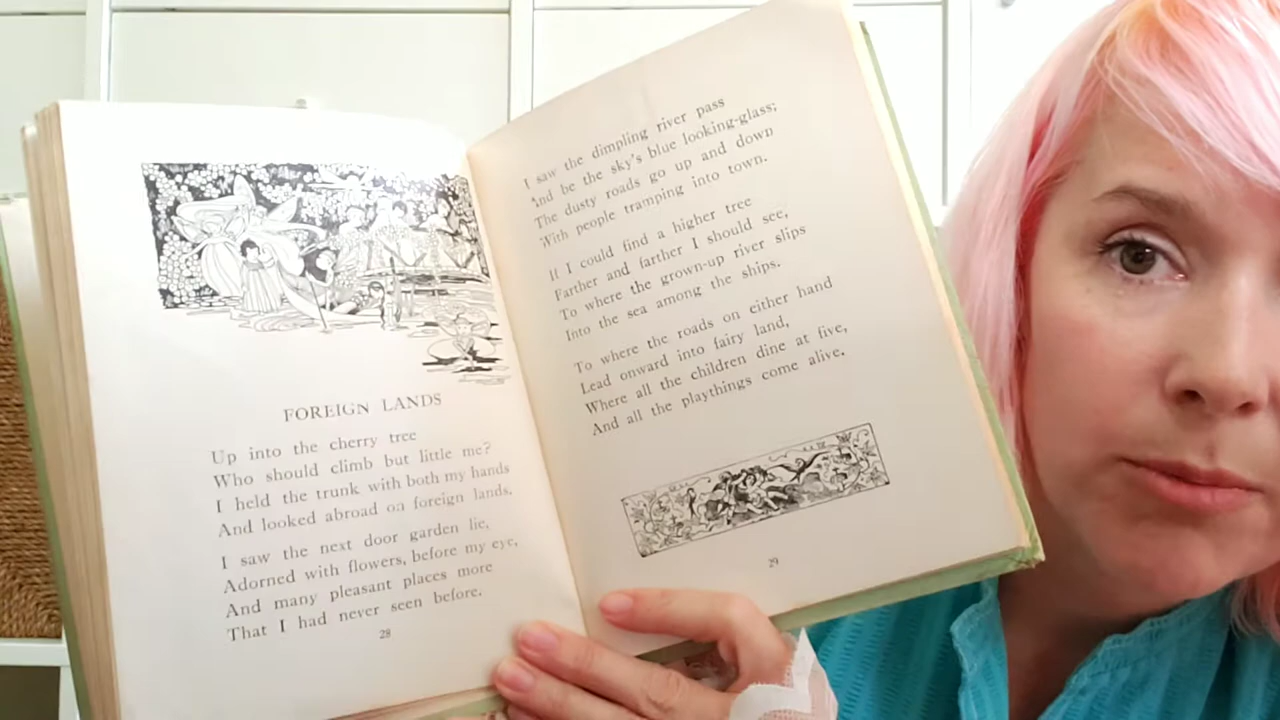 FOREIGN LANDS
Up into the cherry tree
Who should climb but little me?
I held the trunk with both my hands
And looked abroad on foreign lands.
I saw the next door garden lie,
Adorned with flowers, before my eye,
And many pleasant places more
That I had never seen before.
28
I saw the dimpling river pass
And be the sky's blue looking-glass;
The dusty roads go up and down
With people tramping into town.
If I could find a higher tree
Farther and farther I should see,
To where the grown-up river slips
Into the sea among the ships.
To where the roads on either hand
Lead onward into fairy land,
Where all the children dine at five,
And all the playthings come alive.
29